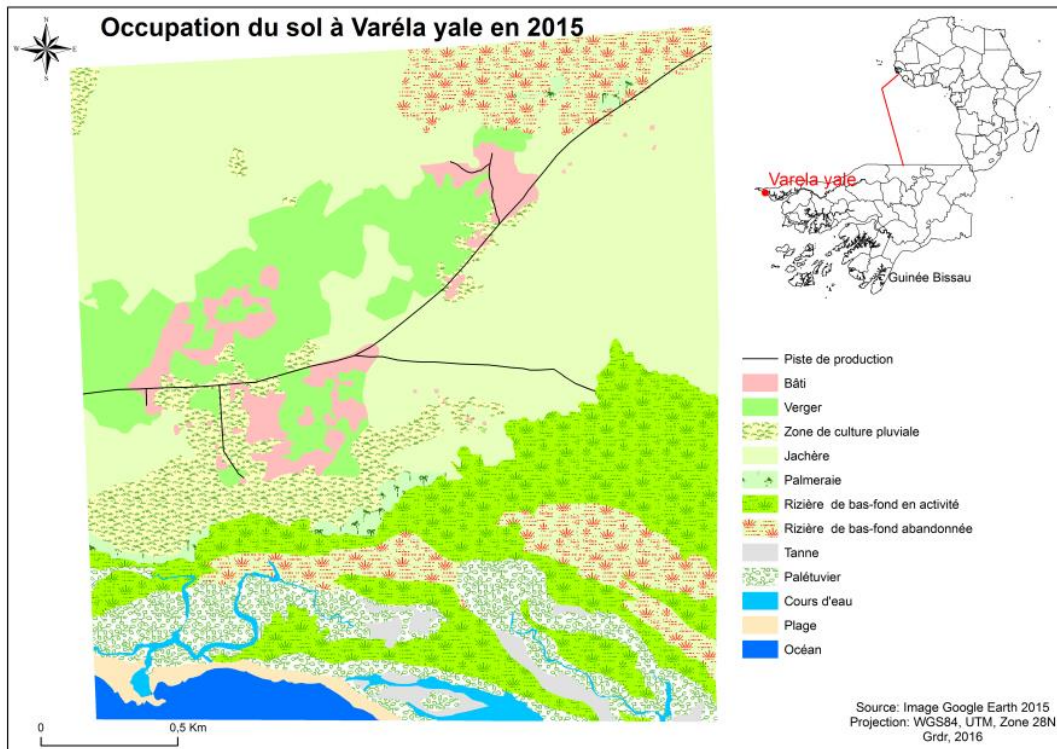 Occupation du sol à Varéla yale en 2015
N
W
E
S
Varela yale
Guinée Bissau
Piste de production
Bâti
Verger
Zone de culture pluviale
Jachère
Palmeraie
Rizière de bas-fond en activité
Rizière de bas-fond abandonnée
Tanne
Palétuvier
Cours d'eau
Plage
Océan
0 0,5 Km
Source: Image Google Earth 2015
Projection: WGS84, UTM, Zone 28N
Grdr, 2016